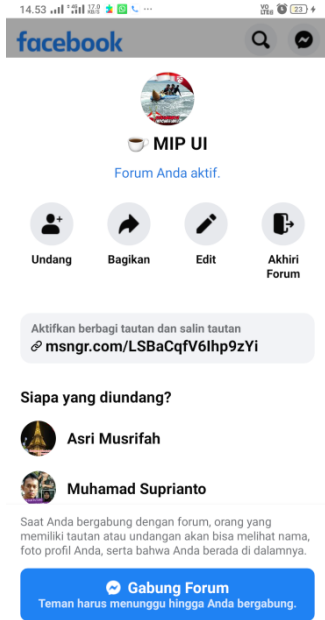 14.53
facebook
☕ MIP UI
Forum Anda aktif.
Undang
Bagikan
Edit
Akhiri
Forum
Aktifkan berbagi tautan dan salin tautan
msngr.com/LSBaCqfV6Ihp9zYi
Siapa yang diundang?
Asri Musrifah
Muhamad Suprianto
Saat Anda bergabung dengan forum, orang yang
memiliki tautan atau undangan akan bisa melihat nama,
foto profil Anda, serta bahwa Anda berada di dalamnya.
Gabung Forum
Teman harus menunggu hingga Anda bergabung.